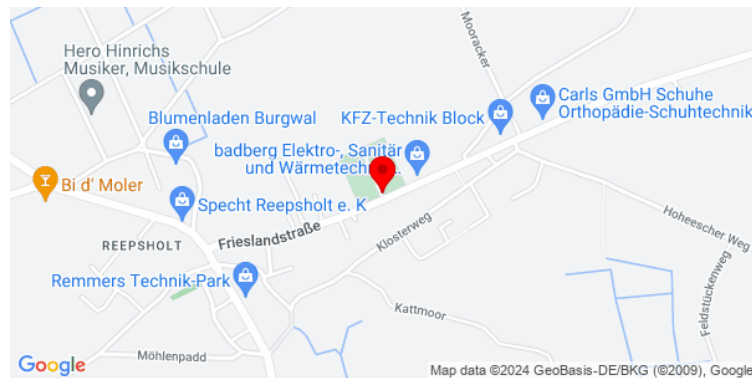 Hero Hinrichs
Musiker, Musikschule
Mooracker
Blumenladen Burgwal
KFZ-Technik Block
Carls GmbH Schuhe
Orthopädie-Schuhtechnik
badberg Elektro-, Sanitär
und Wärmetechn...
Bi d' Moler
Specht Reepsholt e. K
REEPSHOLT
Frieslandstraße
Klosterweg
Hoheescher Weg
Remmers Technik-Park
Feldstückenweg
Kattmoor
Möhlenpadd
Google
Map data ©2024 GeoBasis-DE/BKG (©2009), Google